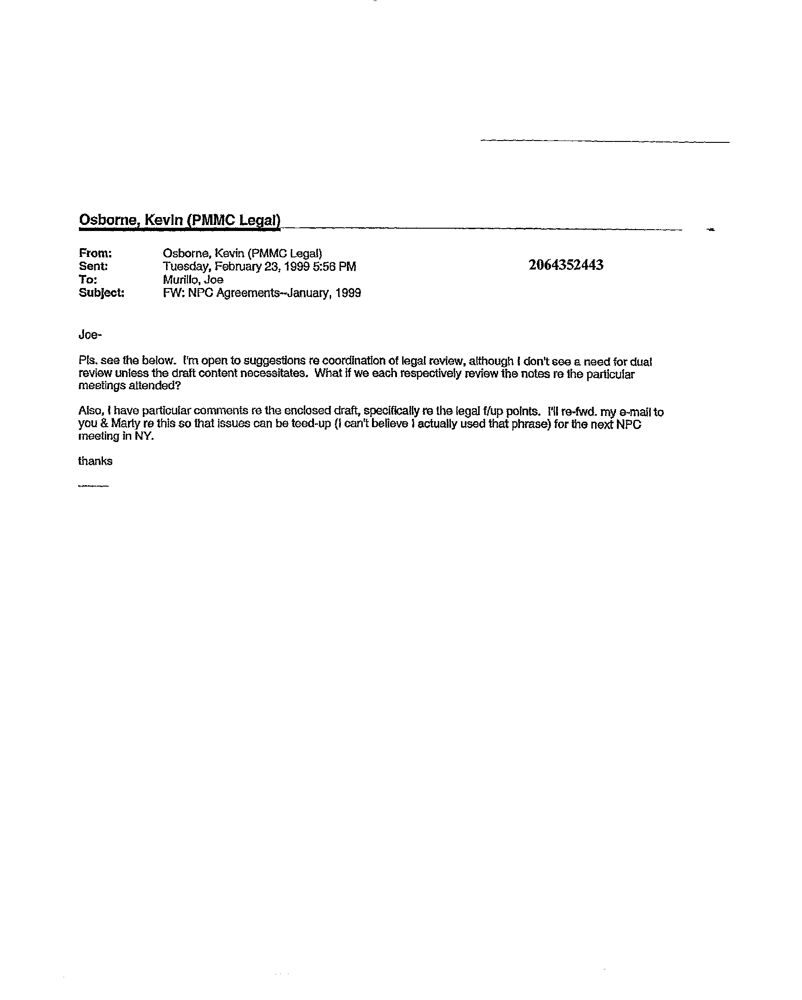 Osborne, Kevin (PMMC Legal)
From: Osborne, Kevin (PMMC Legal)
Sent: Tuesday, February 23, 1999 5:56 PM
2064352443
To: Murillo, Joe
Subject: FW: NPC Agreements--January, 1999
Joe-
Pls. see the below. I'm open to suggestions re coordination of legal review, although I don't see a need for dual
review unless the draft content necessitates. What if we each respectively review the notes re the particular
meetings attended?
Also, I have particular comments re the enclosed draft, specifically re the legal f/up points. I'll re-fwd. my e-mail to
you & Marty re this so that issues can be teed-up (I can't believe I actually used that phrase) for the next NPC
meeting in NY.
thanks